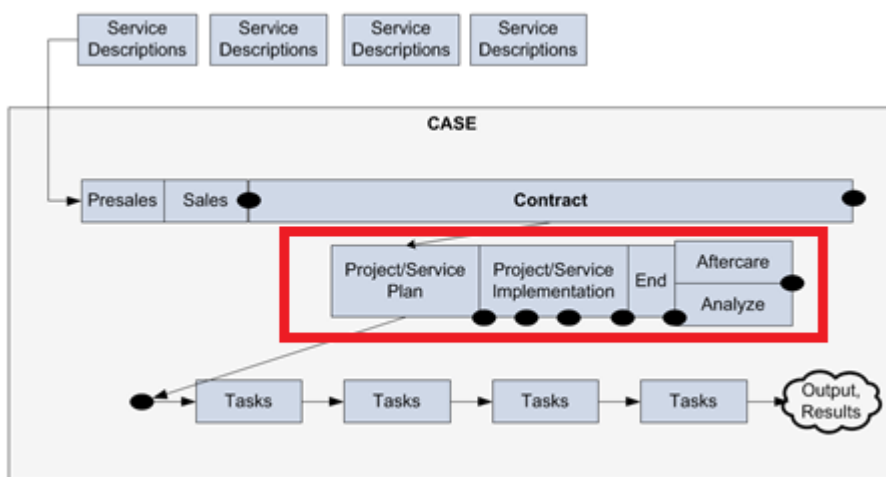 Service
Descriptions
Service
Descriptions
Service
Descriptions
Service
Descriptions
CASE
Presales
Sales
Contract
Project/Service
Plan
Project/Service
Implementation
End
Aftercare
Analyze
Tasks
Tasks
Tasks
Tasks
Output,
Results